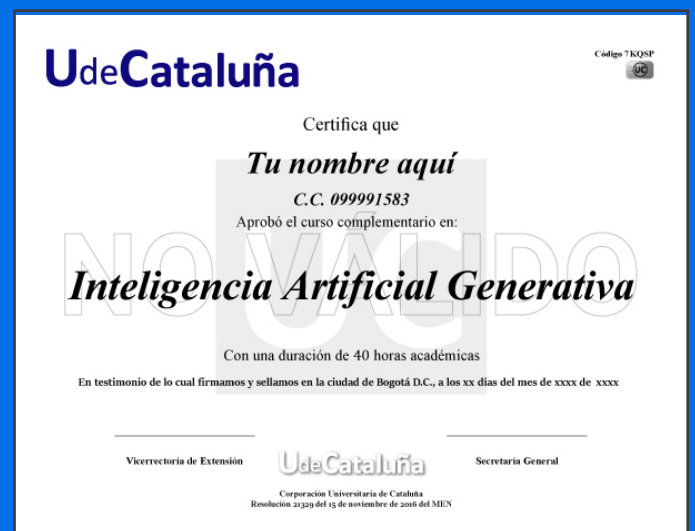 UdeCataluña
Código 7KQSP
UC
Certifica que
Tu nombre aquí
C.C. 099991583
Aprobó el curso complementario en:
NO VÁLIDO
UC
Inteligencia Artificial Generativa
Con una duración de 40 horas académicas
En testimonio de lo cual firmamos y sellamos en la ciudad de Bogotá D.C., a los xx días del mes de xxxx de xxxx
Vicerrectoría de Extensión
UdeCataluña
Secretaría General
Corporación Universitaria de Cataluña
Resolución 21329 del 15 de noviembre de 2016 del MEN